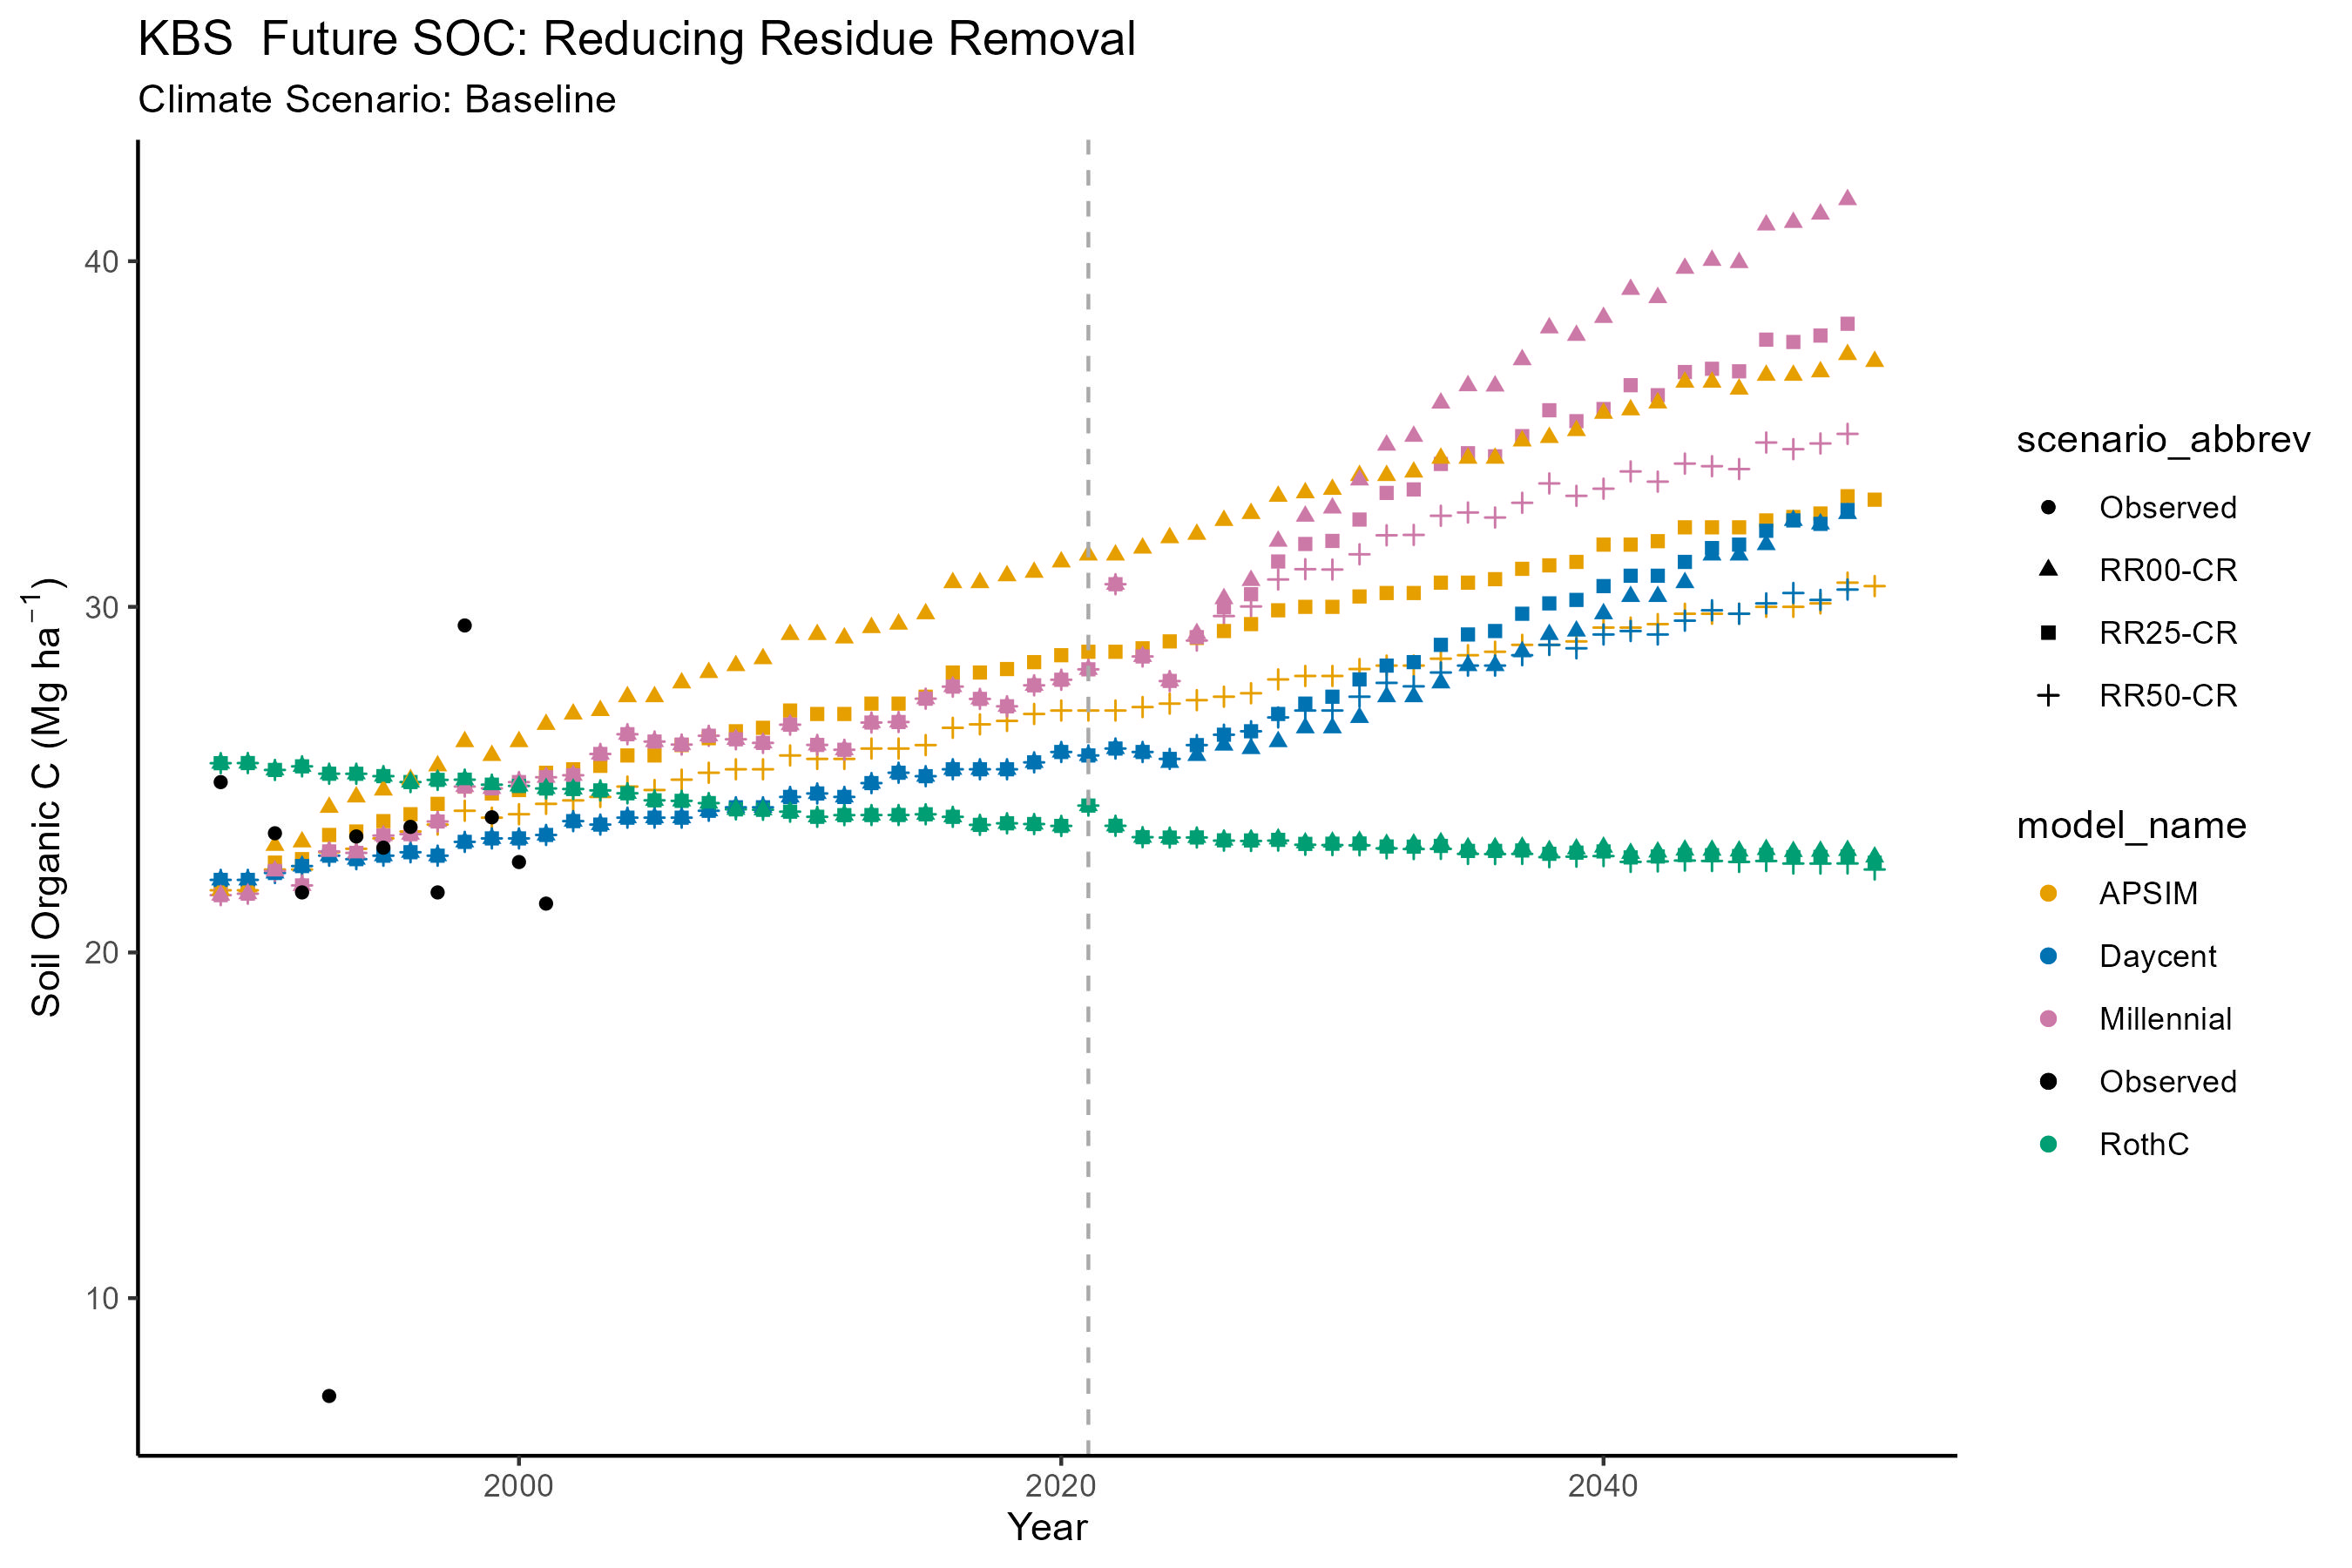 KBS  Future SOC: Reducing Residue Removal
Climate Scenario: Baseline
Soil Organic C (Mg ha⁻¹)
40
30
20
10
2000
2020
2040
Year
scenario_abbrev
Observed
RR00-CR
RR25-CR
RR50-CR
model_name
APSIM
Daycent
Millennial
Observed
RothC